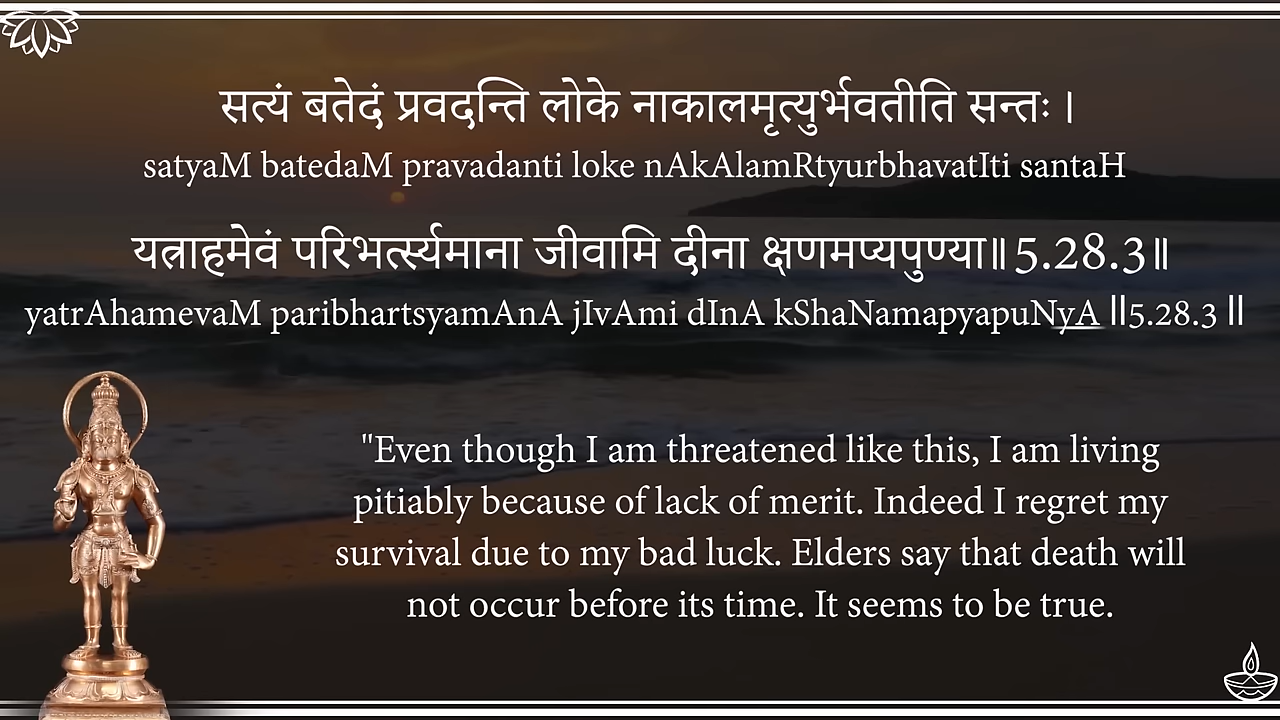 सत्यं बतेदं प्रवदन्ति लोके नाकालमृत्युर्भवतीति सन्तः ।
satyaM batedaM pravadanti loke nAkAlamRtyurbhavatIti santaH
यत्राहमेवं परिभर्त्स्यमाना जीवामि दीना क्षणमप्यपुण्या॥5.28.3॥
yatrAhamevaM paribhartsyamAnA jIvAmi dInA kShaNamapyapuNyA ॥5.28.3 ॥
"Even though I am threatened like this, I am living
pitiably because of lack of merit. Indeed I regret my
survival due to my bad luck. Elders say that death will
not occur before its time. It seems to be true.